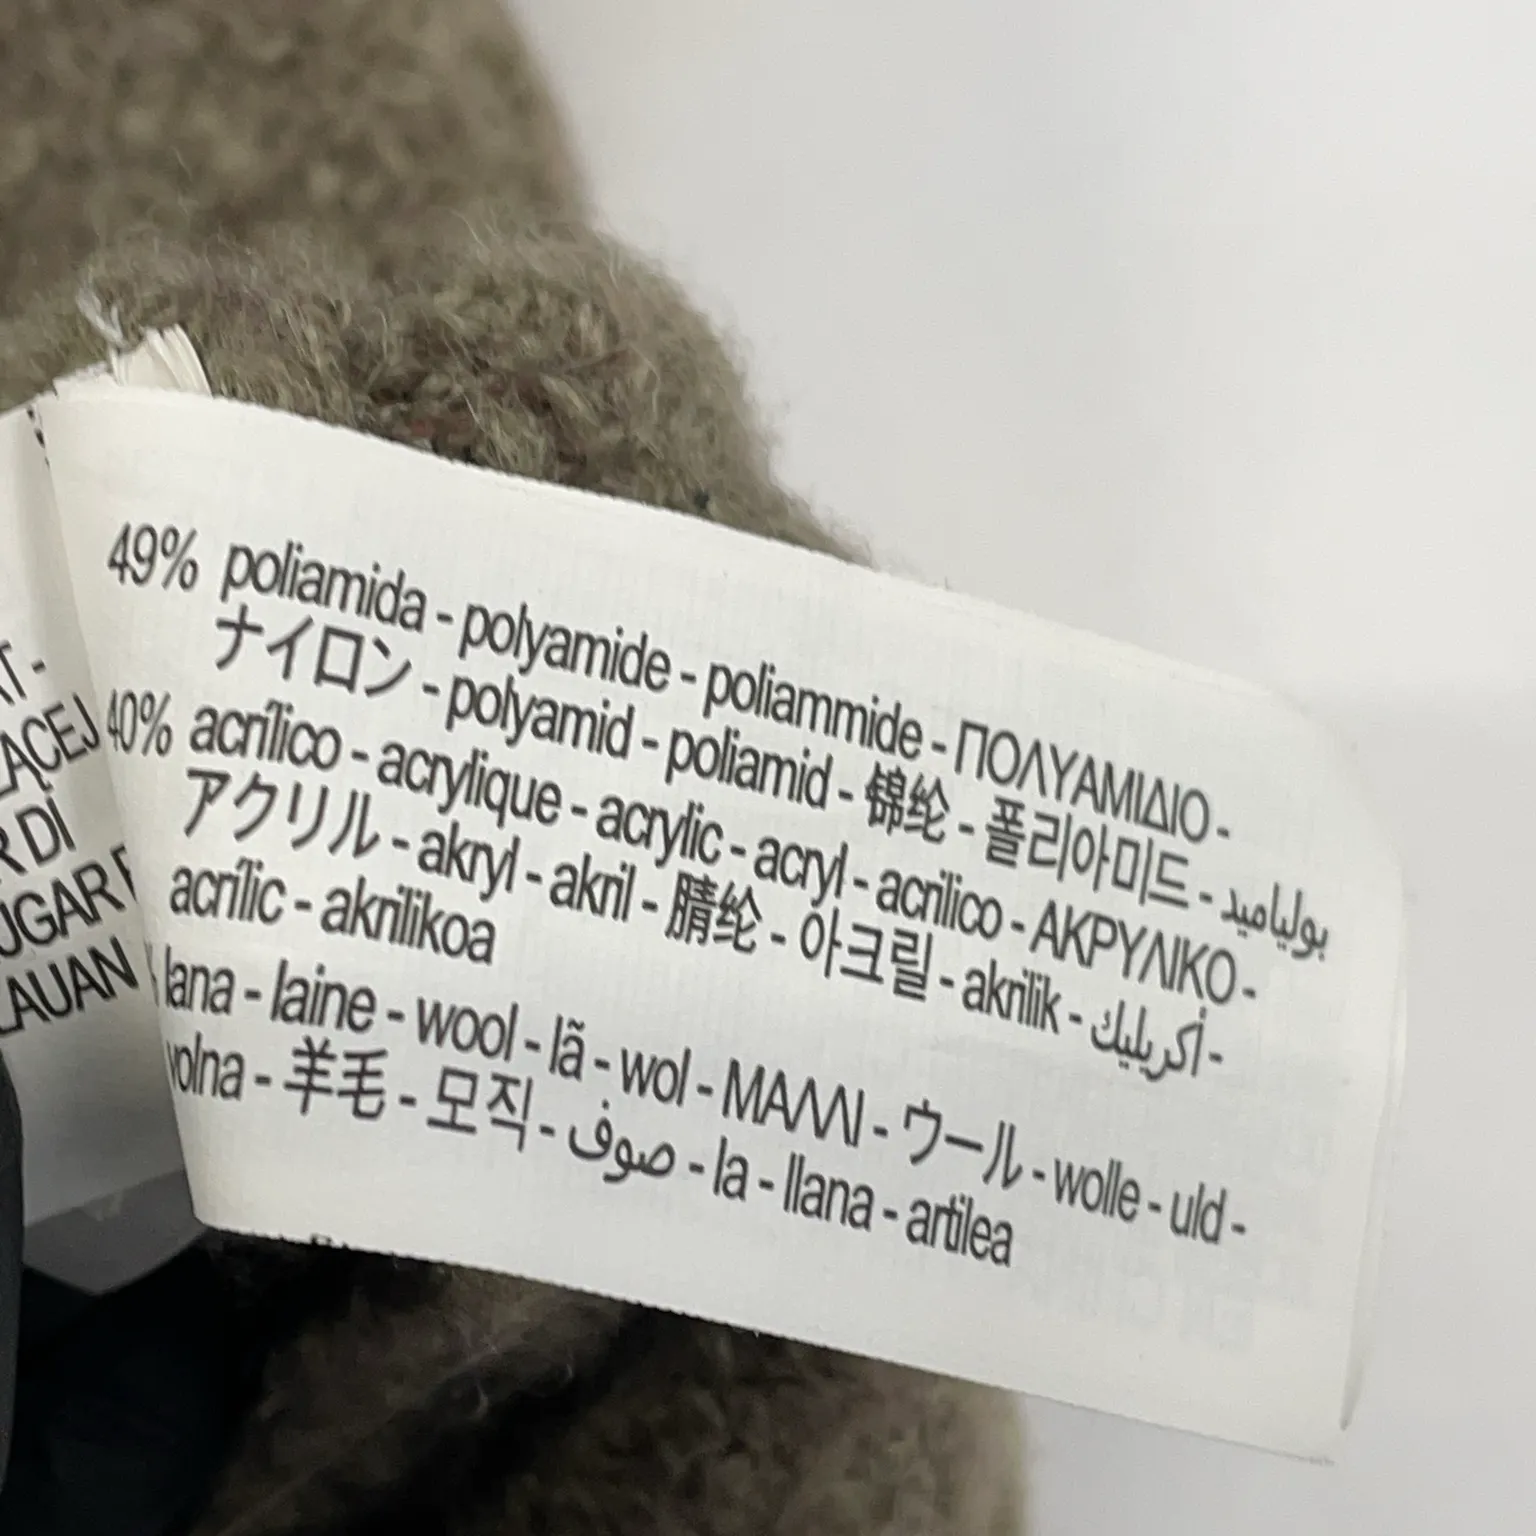 49% poliamida - polyamide - poliammide - ΠΟΛΥΑΜΙΔΙΟ -
ナイロン - polyamid - poliamid - 锦纶 - 폴리아미드 - بولياميد
40% acrílico - acrylique - acrylic - acryl - acrilico - ΑΚΡΥΛΙΚΟ -
アクリル - akryl - akril - 腈纶 - 아크릴 - akrilik - أكريليك -
acrílic - akrilikoa
lana - laine - wool - lã - wol - ΜΑΛΛΙ - ウール - wolle - uld -
volna - 羊毛 - 모직 - صوف - la - llana - artilea
DI
LAUAN